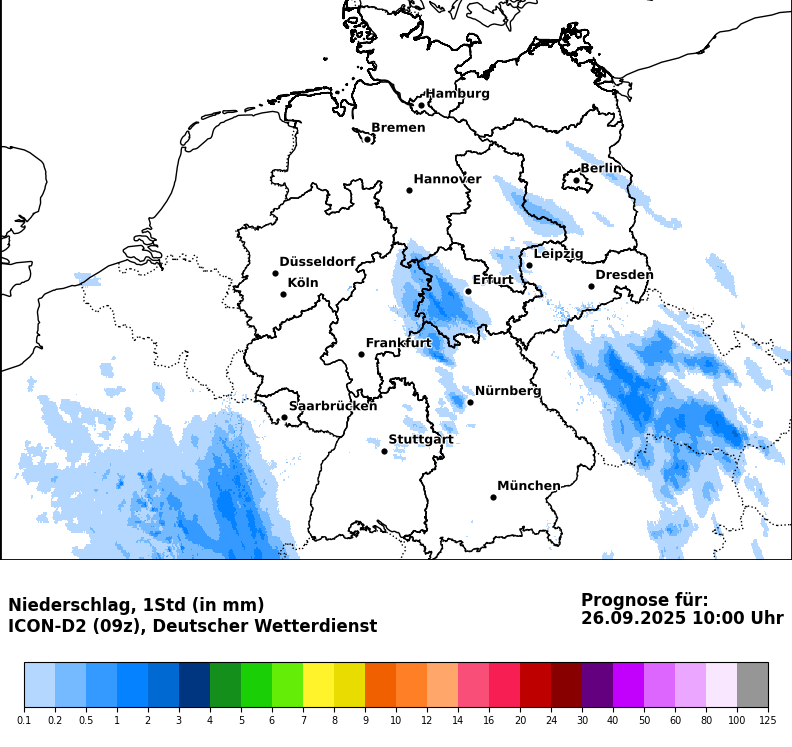 Hamburg
Bremen
Berlin
Hannover
Leipzig
Düsseldorf
Dresden
Köln
Erfurt
Frankfurt
Nürnberg
Saarbrücken
Stuttgart
München
Niederschlag, 1Std (in mm)
ICON-D2 (09z), Deutscher Wetterdienst
Prognose für:
26.09.2025 10:00 Uhr
0.1 0.2 0.5 1 2 3 4 5 6 7 8 9 10 12 14 16 20 24 30 40 50 60 80 100 125